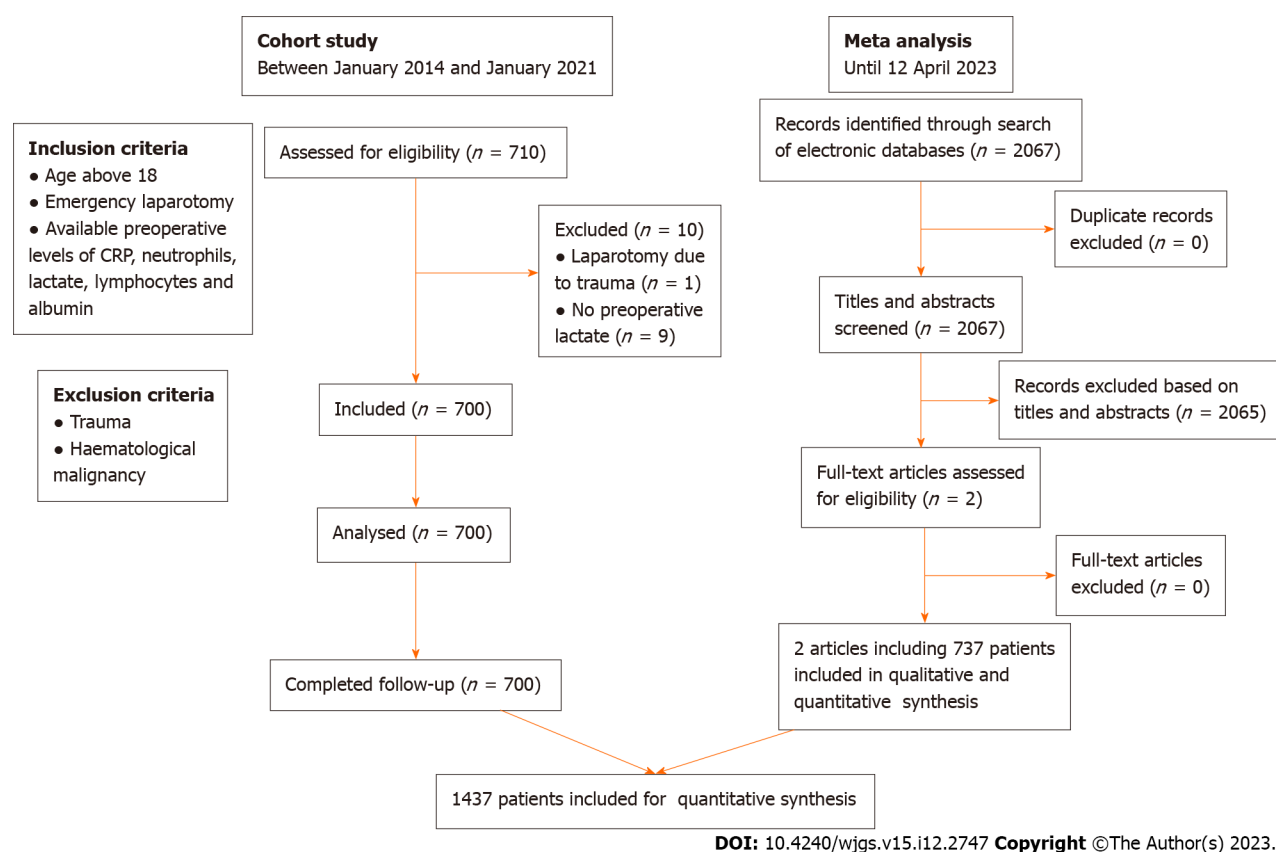 Cohort study
Between January 2014 and January 2021
Meta analysis
Until 12 April 2023
Inclusion criteria
● Age above 18
● Emergency laparotomy
● Available preoperative
levels of CRP, neutrophils,
lactate, lymphocytes and
albumin
Exclusion criteria
● Trauma
● Haematological
malignancy
Assessed for eligibility (n = 710)
Excluded (n = 10)
● Laparotomy due
to trauma (n = 1)
● No preoperative
lactate (n = 9)
Included (n = 700)
Analysed (n = 700)
Completed follow-up (n = 700)
Records identified through search
of electronic databases (n = 2067)
Duplicate records
excluded (n = 0)
Titles and abstracts
screened (n = 2067)
Records excluded based on
titles and abstracts (n = 2065)
Full-text articles assessed
for eligibility (n = 2)
Full-text articles
excluded (n = 0)
2 articles including 737 patients
included in qualitative and
quantitative synthesis
1437 patients included for quantitative synthesis
DOI: 10.4240/wjgs.v15.i12.2747 Copyright ©The Author(s) 2023.